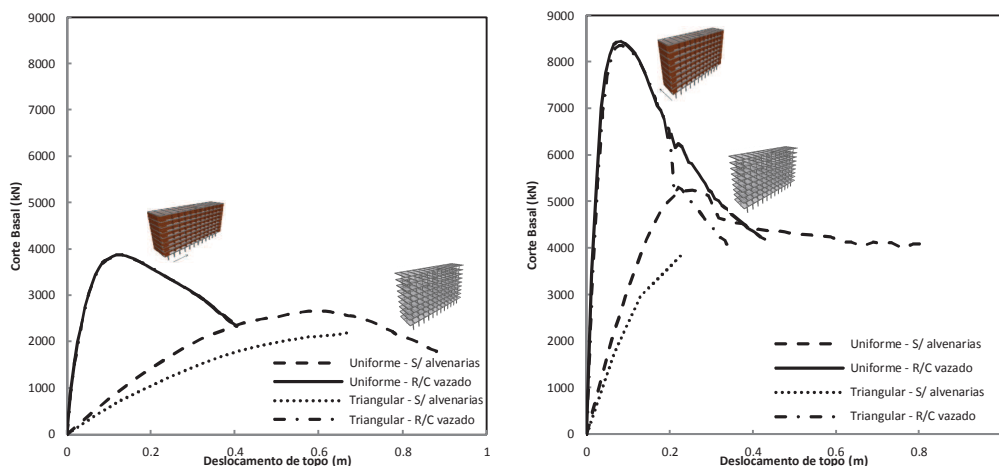 9000
8000
7000
6000
5000
4000
3000
2000
1000
0
Corte Basal (kN)
0
0.2
0.4
0.6
0.8
1
Deslocamento de topo (m)
Uniforme - S/ alvenarias
Uniforme - R/C vazado
Triangular - S/ alvenarias
Triangular - R/C vazado
9000
8000
7000
6000
5000
4000
3000
2000
1000
0
Corte Basal (kN)
0
0.2
0.4
0.6
0.8
Deslocamento de topo (m)
Uniforme - S/ alvenarias
Uniforme - R/C vazado
Triangular - S/ alvenarias
Triangular - R/C vazado